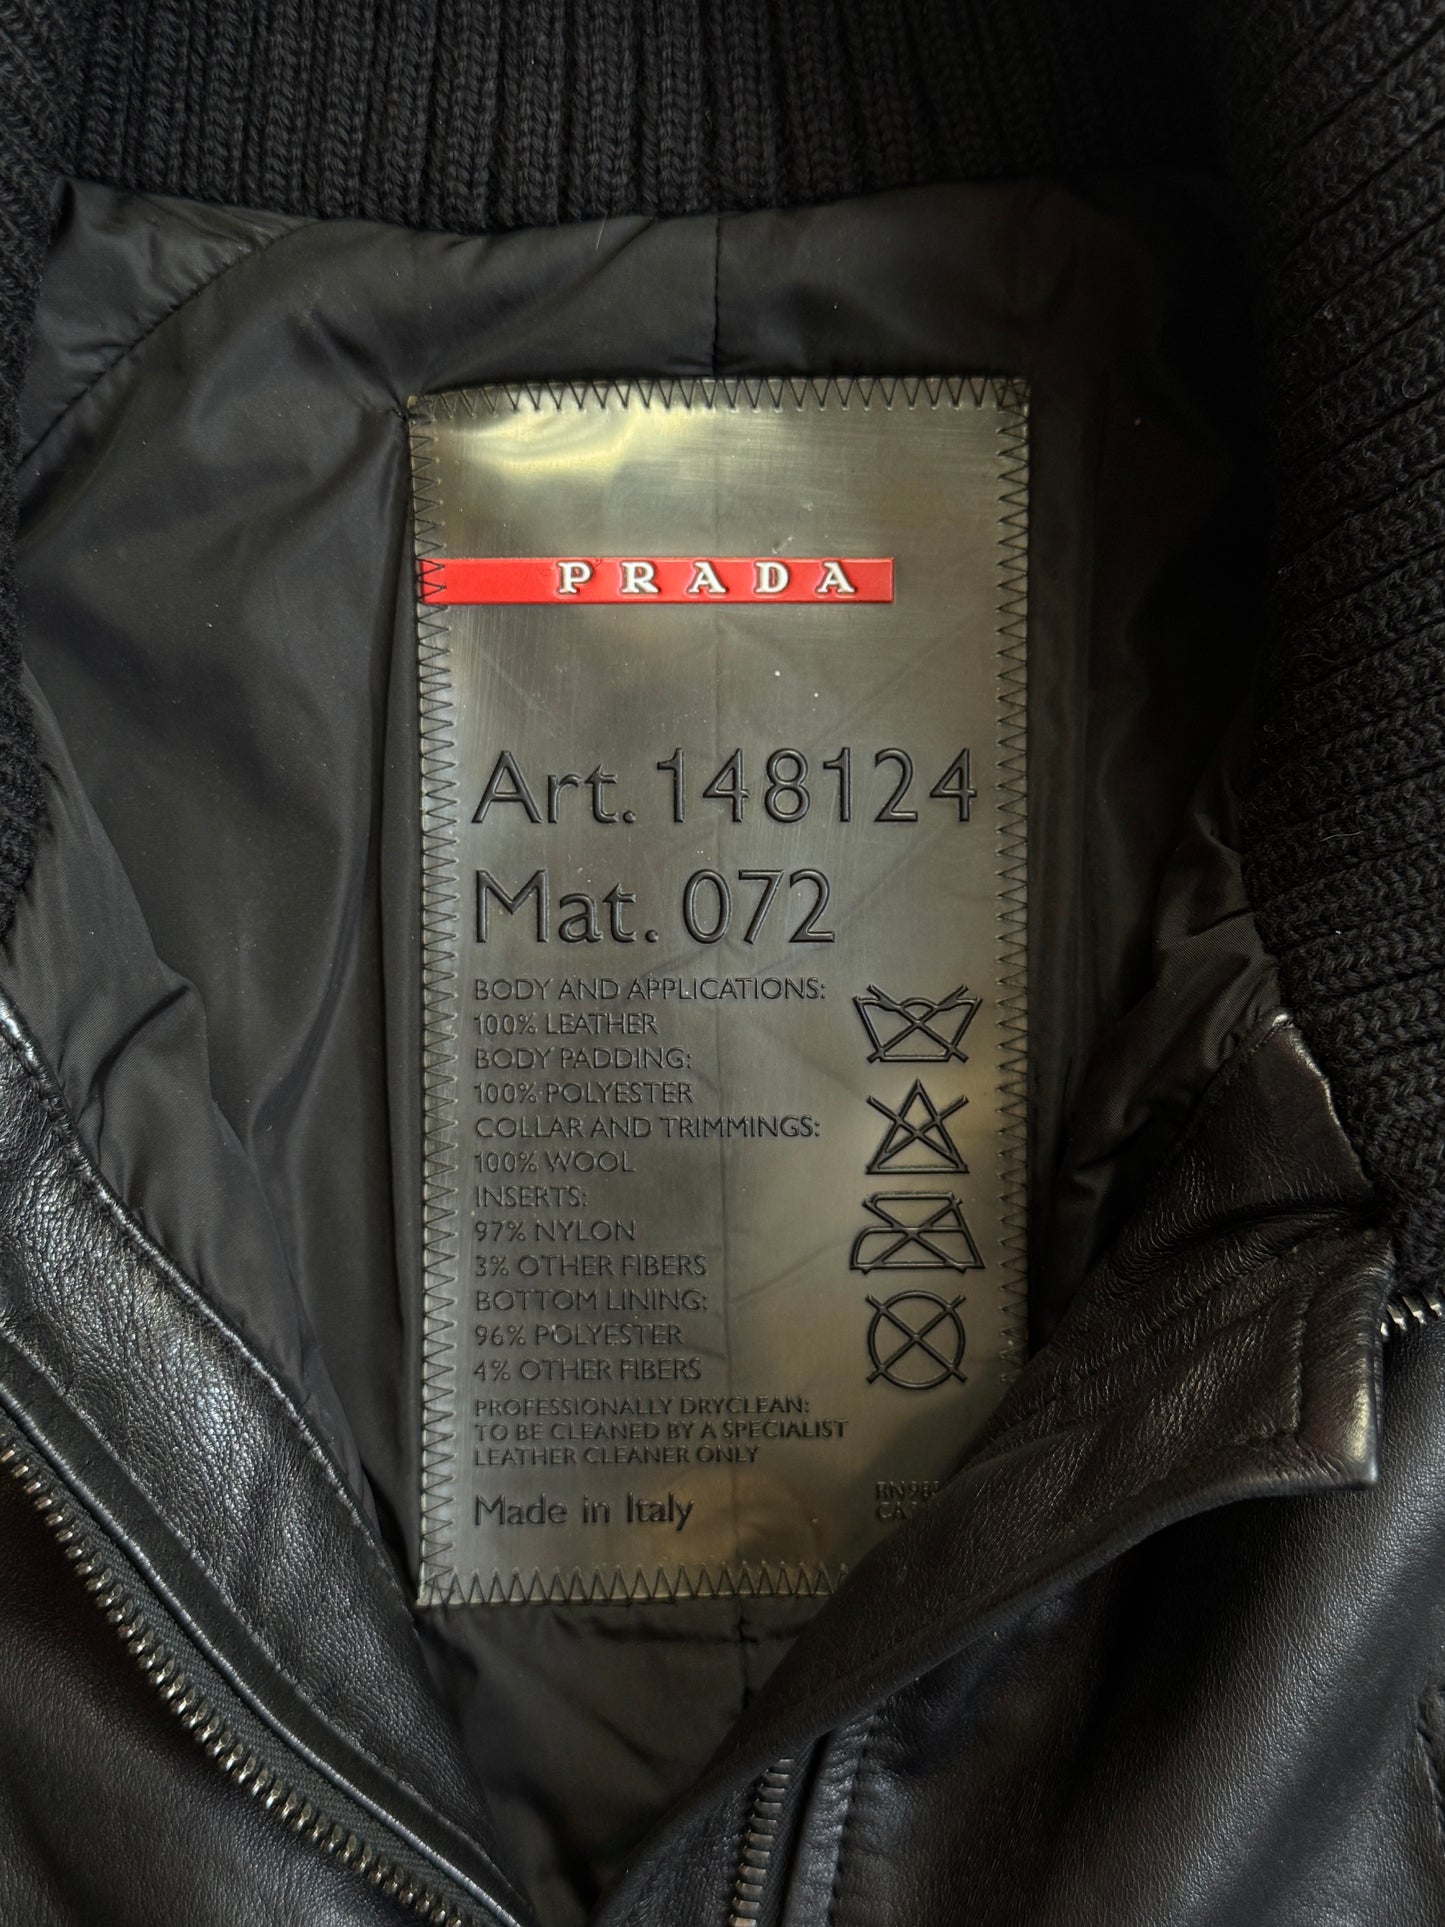 PRADA
Art. 148124
Mat. 072
BODY AND APPLICATIONS:
100% LEATHER
BODY PADDING:
100% POLYESTER
COLLAR AND TRIMMINGS:
100% WOOL
INSERTS:
97% NYLON
3% OTHER FIBERS
BOTTOM LINING:
96% POLYESTER
4% OTHER FIBERS
PROFESSIONALLY DRYCLEAN:
TO BE CLEANED BY A SPECIALIST
LEATHER CLEANER ONLY
Made in Italy